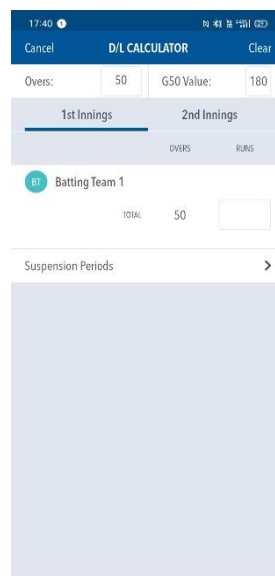 17:40 1
Cancel D/L CALCULATOR Clear
Overs: 50 G50 Value: 180
1st Innings 2nd Innings
OVERS RUNS
BT Batting Team 1
TOTAL 50
Suspension Periods